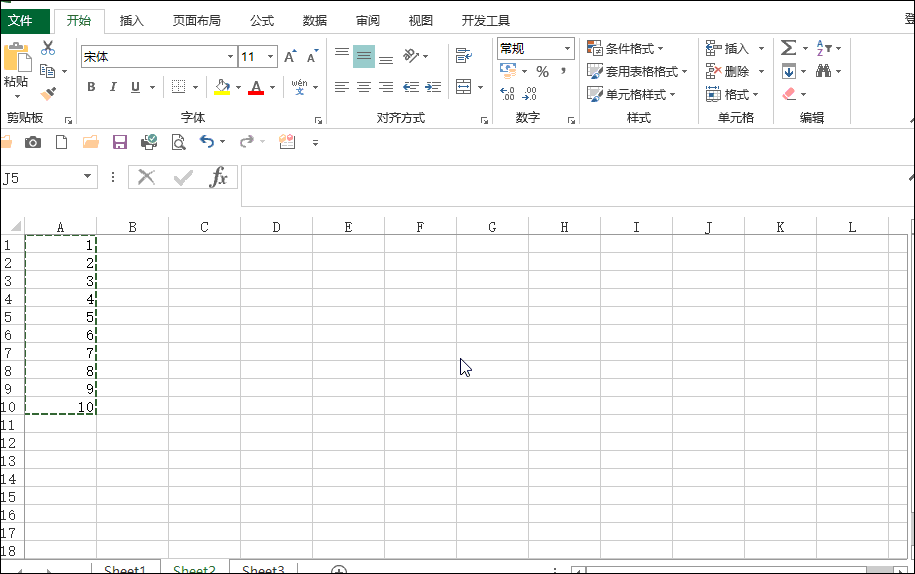 文件 开始 插入 页面布局 公式 数据 审阅 视图 开发工具 登
宋体 11 A A 常规 条件格式 插入 Σ A Z
粘贴 B I U A wén 文 % , 套用表格格式 删除
.00 .0 单元格样式 格式
剪贴板 字体 对齐方式 数字 样式 单元格 编辑
J5 fx
A B C D E F G H I J K L
1 1
2 2
3 3
4 4
5 5
6 6
7 7
8 8
9 9
10 10
11
12
13
14
15
16
17
18
Sheet1 Sheet2 Sheet3